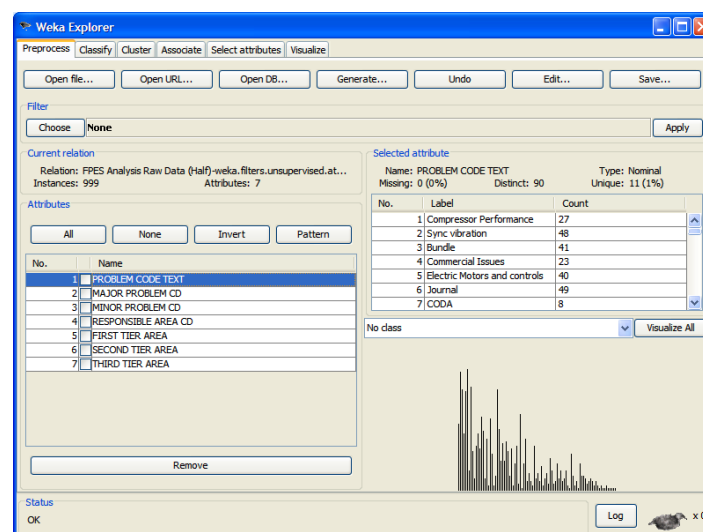 Weka Explorer
Preprocess Classify Cluster Associate Select attributes Visualize
Open file... Open URL... Open DB... Generate... Undo Edit... Save...
Filter
Choose None Apply
Current relation
Relation: FPES Analysis Raw Data (Half)-weka.filters.unsupervised.at...
Instances: 999 Attributes: 7
Attributes
All None Invert Pattern
No. Name
1 PROBLEM CODE TEXT
2 MAJOR PROBLEM CD
3 MINOR PROBLEM CD
4 RESPONSIBLE AREA CD
5 FIRST TIER AREA
6 SECOND TIER AREA
7 THIRD TIER AREA
Remove
Selected attribute
Name: PROBLEM CODE TEXT Type: Nominal
Missing: 0 (0%) Distinct: 90 Unique: 11 (1%)
No. Label Count
1 Compressor Performance 27
2 Sync vibration 48
3 Bundle 41
4 Commercial Issues 23
5 Electric Motors and controls 40
6 Journal 49
7 CODA 8
No class Visualize All
Status
OK
Log x 0